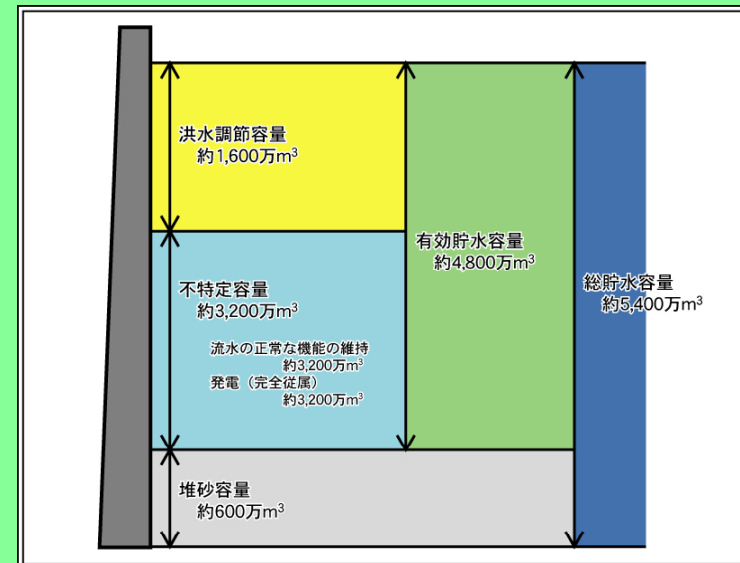 洪水調節容量
約1,600万m³
不特定容量
約3,200万m³
流水の正常な機能の維持
約3,200万m³
発電（完全従属）
約3,200万m³
堆砂容量
約600万m³
有効貯水容量
約4,800万m³
総貯水容量
約5,400万m³